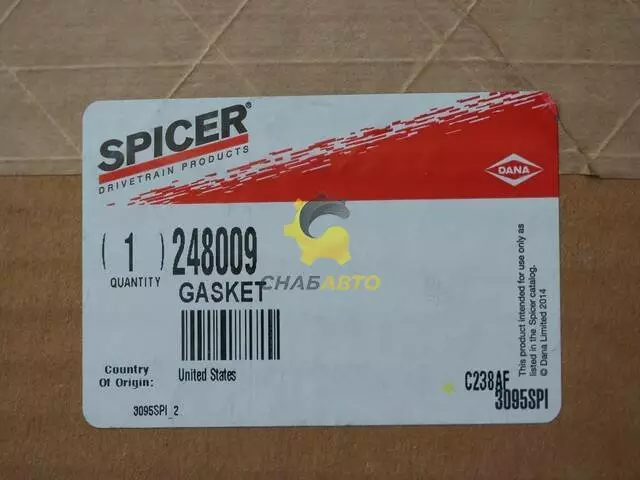 SPICER®
DRIVETRAIN PRODUCTS
DANA
( 1 ) 248009
QUANTITY
GASKET
СНАБАВТО
Country
Of Origin:
United States
3095SPI_2
C238AF
3095SPI
This product intended for use only as
listed in the Spicer catalog.
© Dana Limited 2014